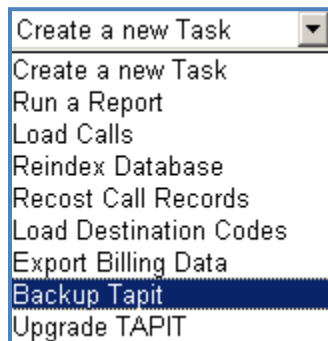 Create a new Task
Create a new Task
Run a Report
Load Calls
Reindex Database
Recost Call Records
Load Destination Codes
Export Billing Data
Backup Tapit
Upgrade TAPIT